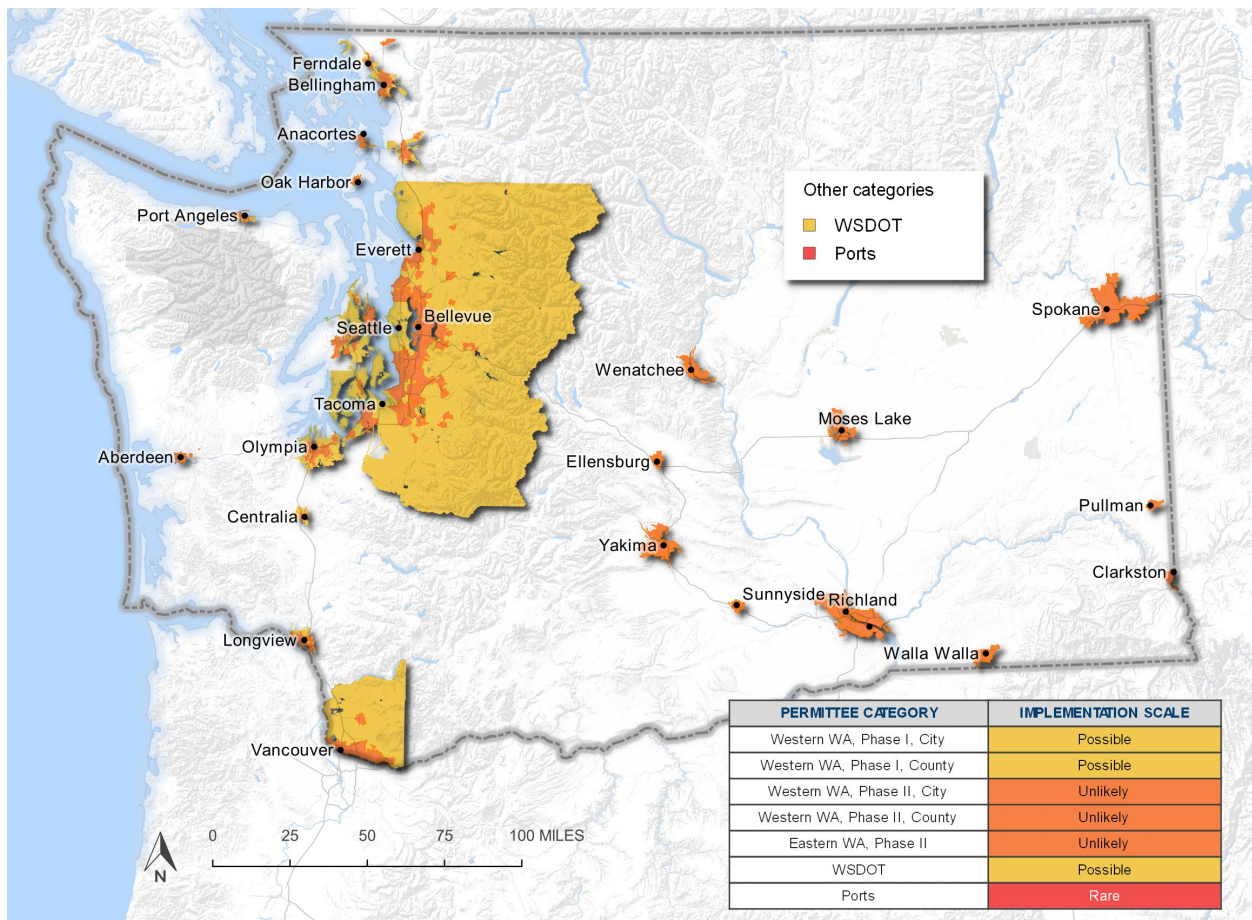 Ferndale
Bellingham
Anacortes
Oak Harbor
Port Angeles
Everett
Seattle
Bellevue
Tacoma
Olympia
Aberdeen
Centralia
Longview
Vancouver
Other categories
WSDOT
Ports
Spokane
Wenatchee
Moses Lake
Ellensburg
Yakima
Pullman
Clarkston
Sunnyside
Richland
Walla Walla
PERMITTEE CATEGORY IMPLEMENTATION SCALE
Western WA, Phase I, City Possible
Western WA, Phase I, County Possible
Western WA, Phase II, City Unlikely
Western WA, Phase II, County Unlikely
Eastern WA, Phase II Unlikely
WSDOT Possible
Ports Rare
0 25 50 75 100 MILES
N